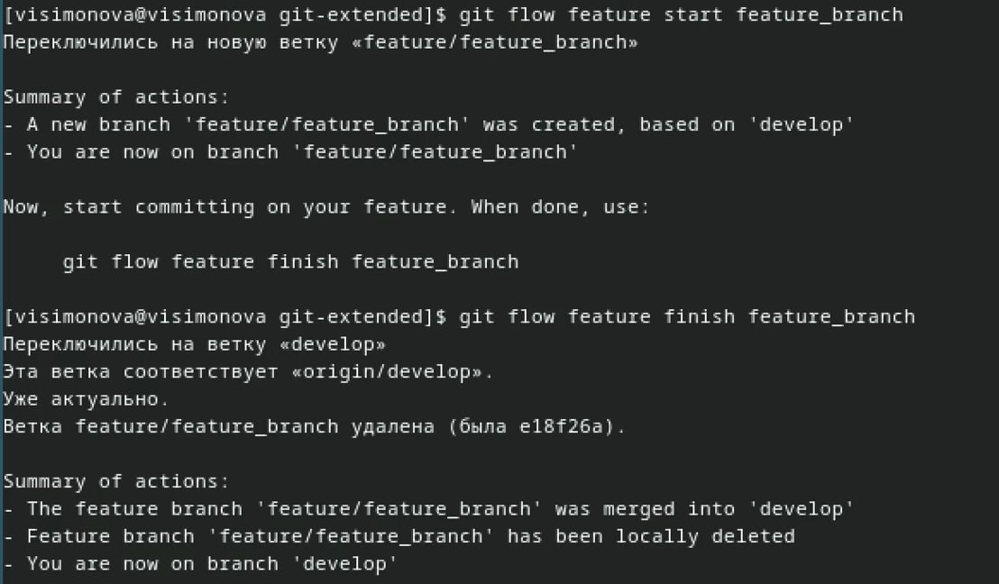 [visimonova@visimonova git-extended]$ git flow feature start feature_branch
Переключились на новую ветку «feature/feature_branch»
Summary of actions:
- A new branch 'feature/feature_branch' was created, based on 'develop'
- You are now on branch 'feature/feature_branch'
Now, start committing on your feature. When done, use:
git flow feature finish feature_branch
[visimonova@visimonova git-extended]$ git flow feature finish feature_branch
Переключились на ветку «develop»
Эта ветка соответствует «origin/develop».
Уже актуально.
Ветка feature/feature_branch удалена (была e18f26a).
Summary of actions:
- The feature branch 'feature/feature_branch' was merged into 'develop'
- Feature branch 'feature/feature_branch' has been locally deleted
- You are now on branch 'develop'